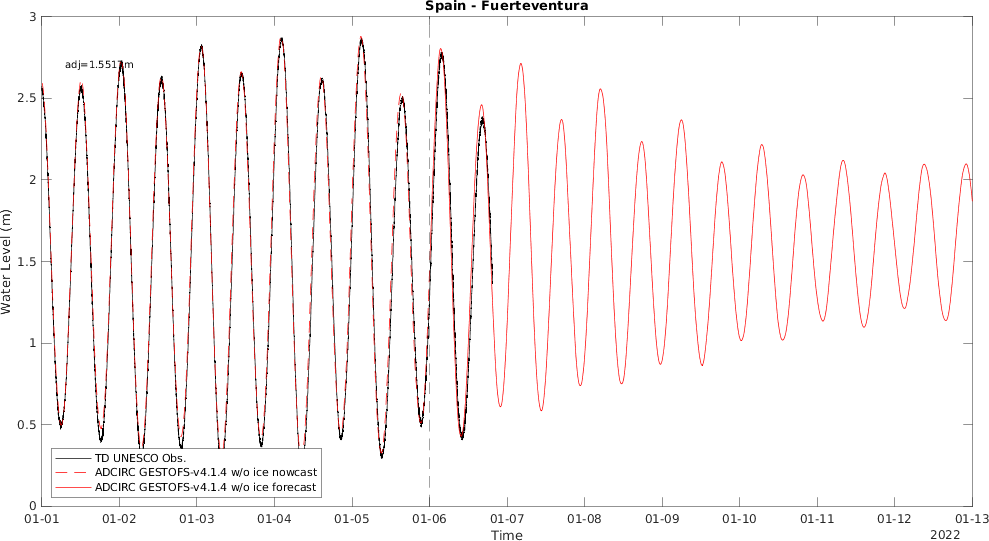 Spain - Fuerteventura
adj=1.5517m
Water Level (m)
3
2.5
2
1.5
1
0.5
0
TD UNESCO Obs.
ADCIRC GESTOFS-v4.1.4 w/o ice nowcast
ADCIRC GESTOFS-v4.1.4 w/o ice forecast
01-01 01-02 01-03 01-04 01-05 01-06 01-07 01-08 01-09 01-10 01-11 01-12 01-13
Time
2022